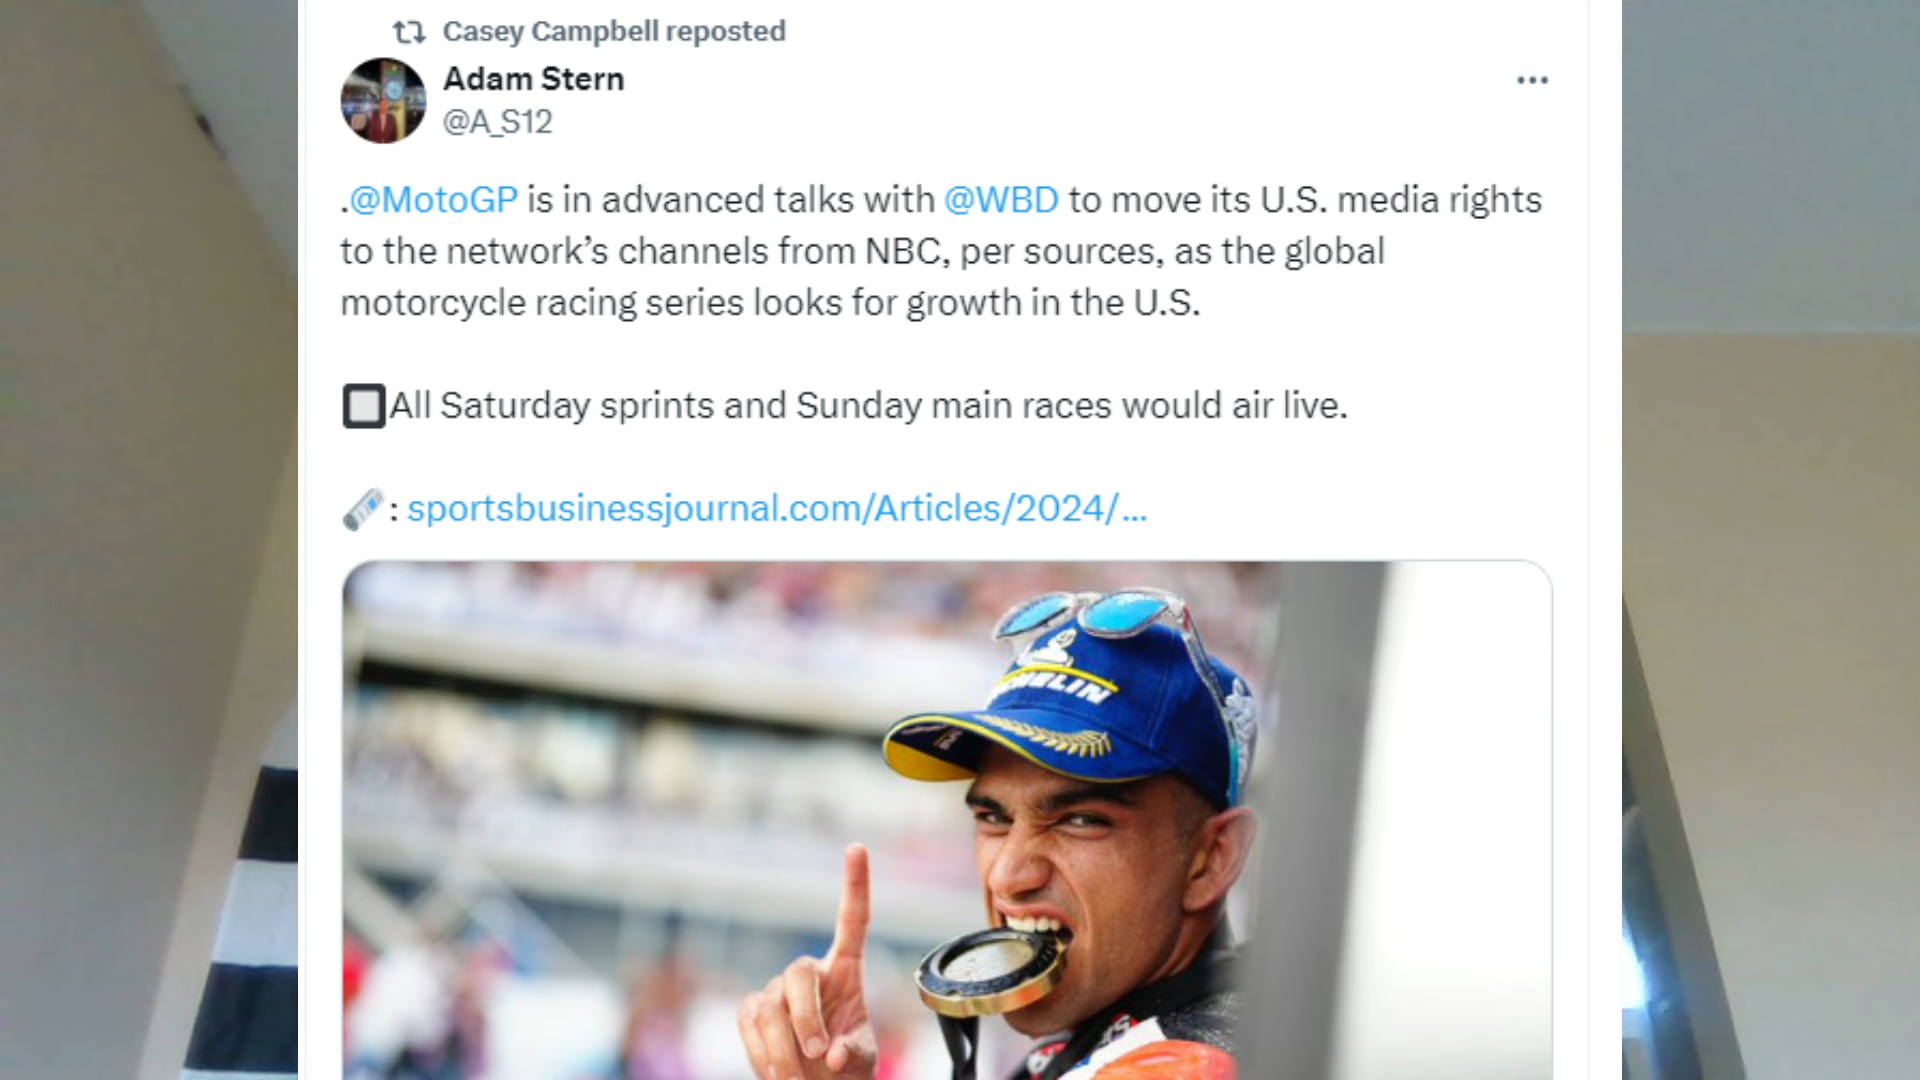 Casey Campbell reposted
Adam Stern
@A_S12
.@MotoGP is in advanced talks with @WBD to move its U.S. media rights
to the network’s channels from NBC, per sources, as the global
motorcycle racing series looks for growth in the U.S.
All Saturday sprints and Sunday main races would air live.
: sportsbusinessjournal.com/Articles/2024/...